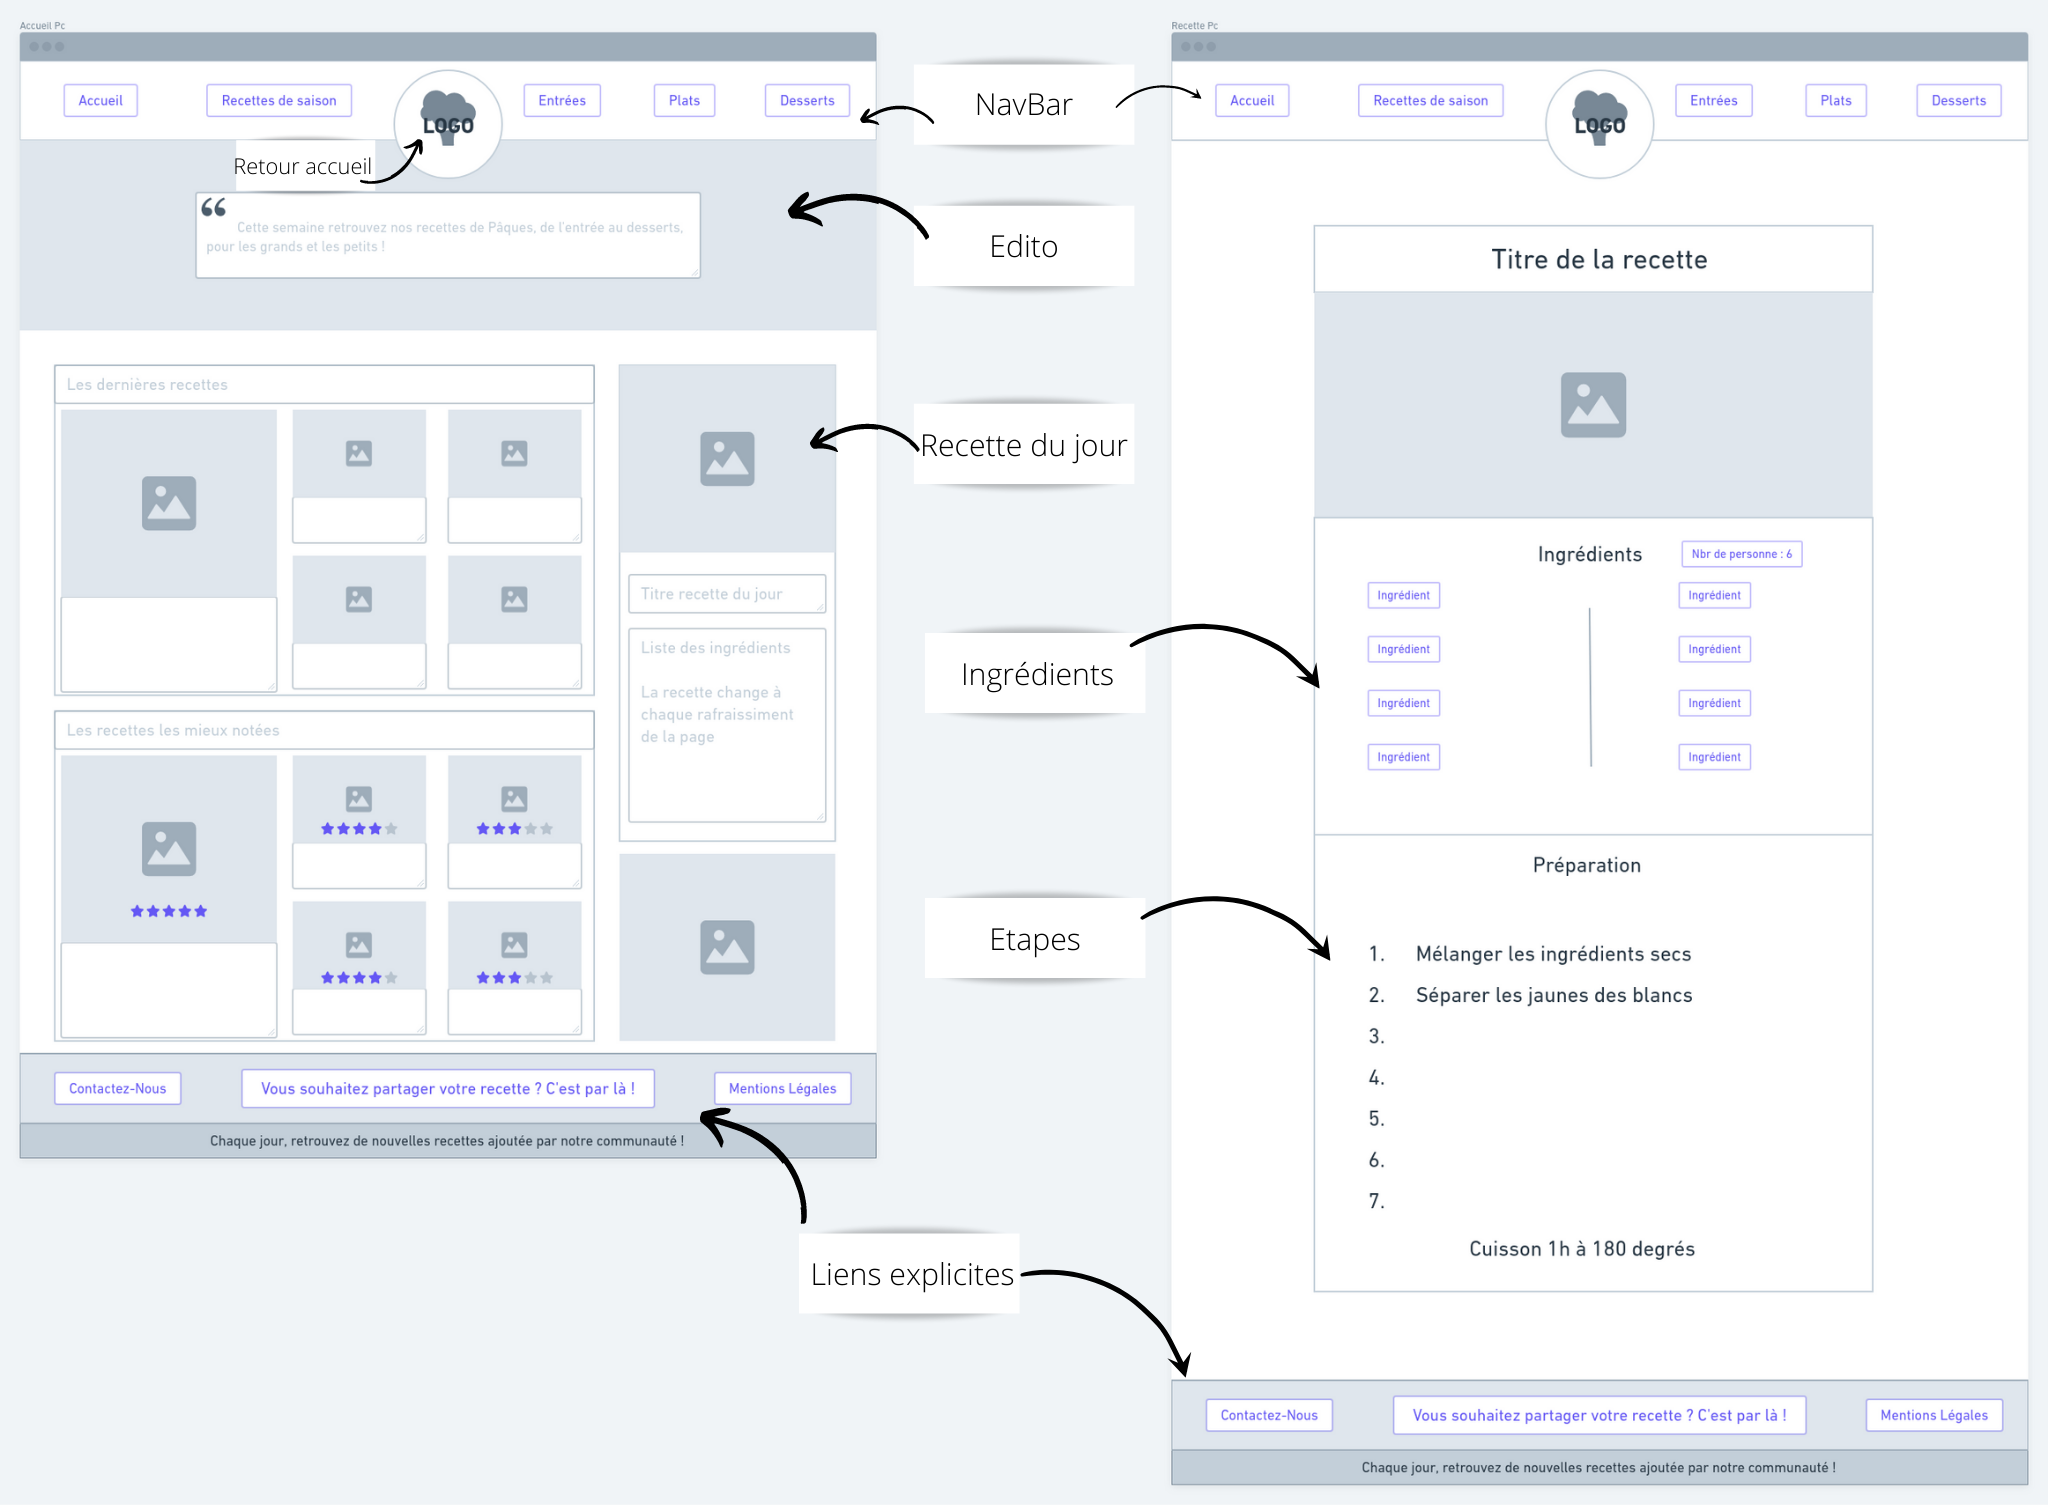 Accueil Pc
Accueil
Recettes de saison
LOGO
Entrées
Plats
Desserts
Retour accueil
Cette semaine retrouvez nos recettes de Pâques, de l'entrée au desserts,
pour les grands et les petits !
Les dernières recettes
Titre recette du jour
Liste des ingrédients
La recette change à
chaque rafraissiment
de la page
Les recettes les mieux notées
Contactez-Nous
Vous souhaitez partager votre recette ? C'est par là !
Mentions Légales
Chaque jour, retrouvez de nouvelles recettes ajoutée par notre communauté !
NavBar
Edito
Recette du jour
Ingrédients
Etapes
Liens explicites
Recette Pc
Accueil
Recettes de saison
LOGO
Entrées
Plats
Desserts
Titre de la recette
Ingrédients
Nbr de personne : 6
Ingrédient
Ingrédient
Ingrédient
Ingrédient
Ingrédient
Ingrédient
Ingrédient
Ingrédient
Préparation
1. Mélanger les ingrédients secs
2. Séparer les jaunes des blancs
3.
4.
5.
6.
7.
Cuisson 1h à 180 degrés
Contactez-Nous
Vous souhaitez partager votre recette ? C'est par là !
Mentions Légales
Chaque jour, retrouvez de nouvelles recettes ajoutée par notre communauté !